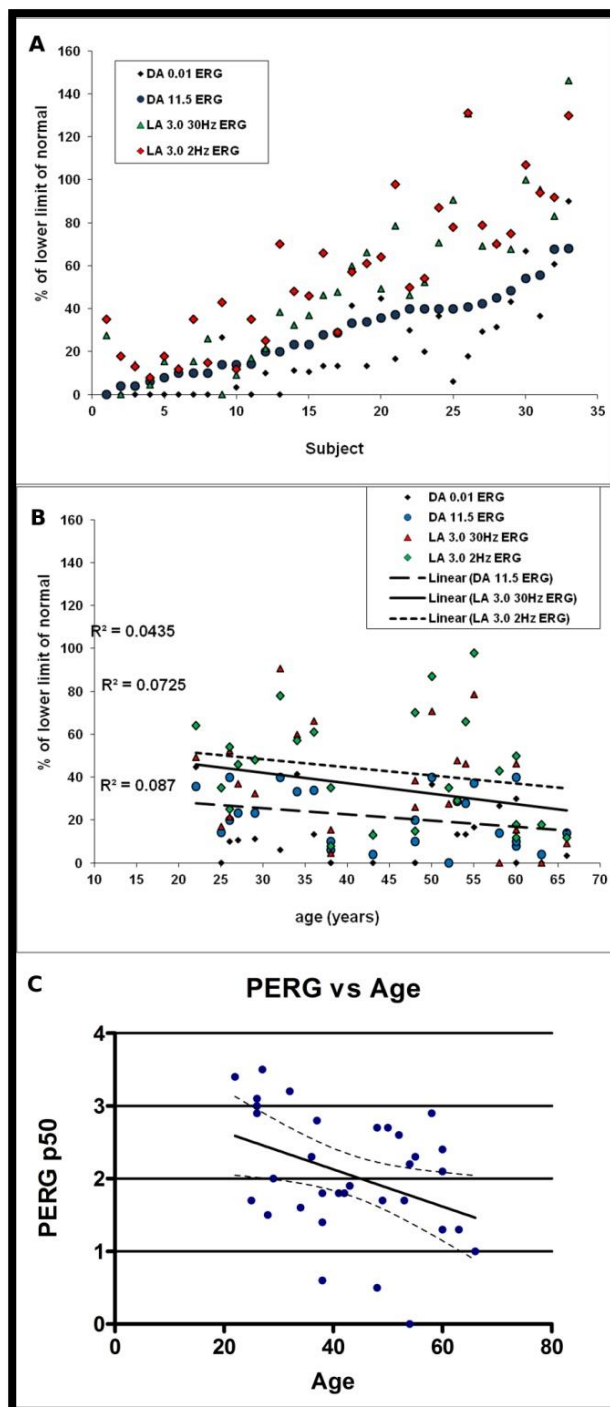 A
160
140
120
100
80
60
40
20
0
% of lower limit of normal
DA 0.01 ERG
DA 11.5 ERG
LA 3.0 30Hz ERG
LA 3.0 2Hz ERG
0 5 10 15 20 25 30 35
Subject
B
160
140
120
100
80
60
40
20
0
% of lower limit of normal
DA 0.01 ERG
DA 11.5 ERG
LA 3.0 30Hz ERG
LA 3.0 2Hz ERG
Linear (DA 11.5 ERG)
Linear (LA 3.0 30Hz ERG)
Linear (LA 3.0 2Hz ERG)
R² = 0.0435
R² = 0.0725
R² = 0.087
10 20 30 40 50 60 70
age (years)
C
PERG vs Age
4
3
2
1
0
PERG p50
0 20 40 60 80
Age